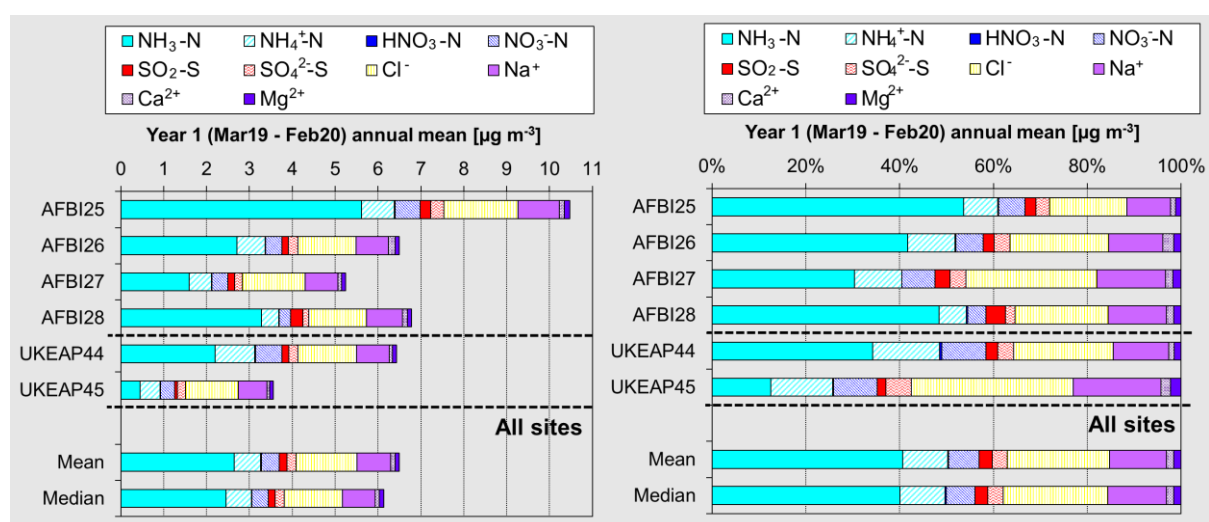 NH₃-N NH₄⁺-N HNO₃-N NO₃⁻-N
SO₂-S SO₄²⁻-S Cl⁻ Na⁺
Ca²⁺ Mg²⁺
Year 1 (Mar19 - Feb20) annual mean [µg m⁻³]
0 1 2 3 4 5 6 7 8 9 10 11
AFBI25
AFBI26
AFBI27
AFBI28
UKEAP44
UKEAP45
All sites
Mean
Median
NH₃-N NH₄⁺-N HNO₃-N NO₃⁻-N
SO₂-S SO₄²⁻-S Cl⁻ Na⁺
Ca²⁺ Mg²⁺
Year 1 (Mar19 - Feb20) annual mean [µg m⁻³]
0% 20% 40% 60% 80% 100%
AFBI25
AFBI26
AFBI27
AFBI28
UKEAP44
UKEAP45
All sites
Mean
Median